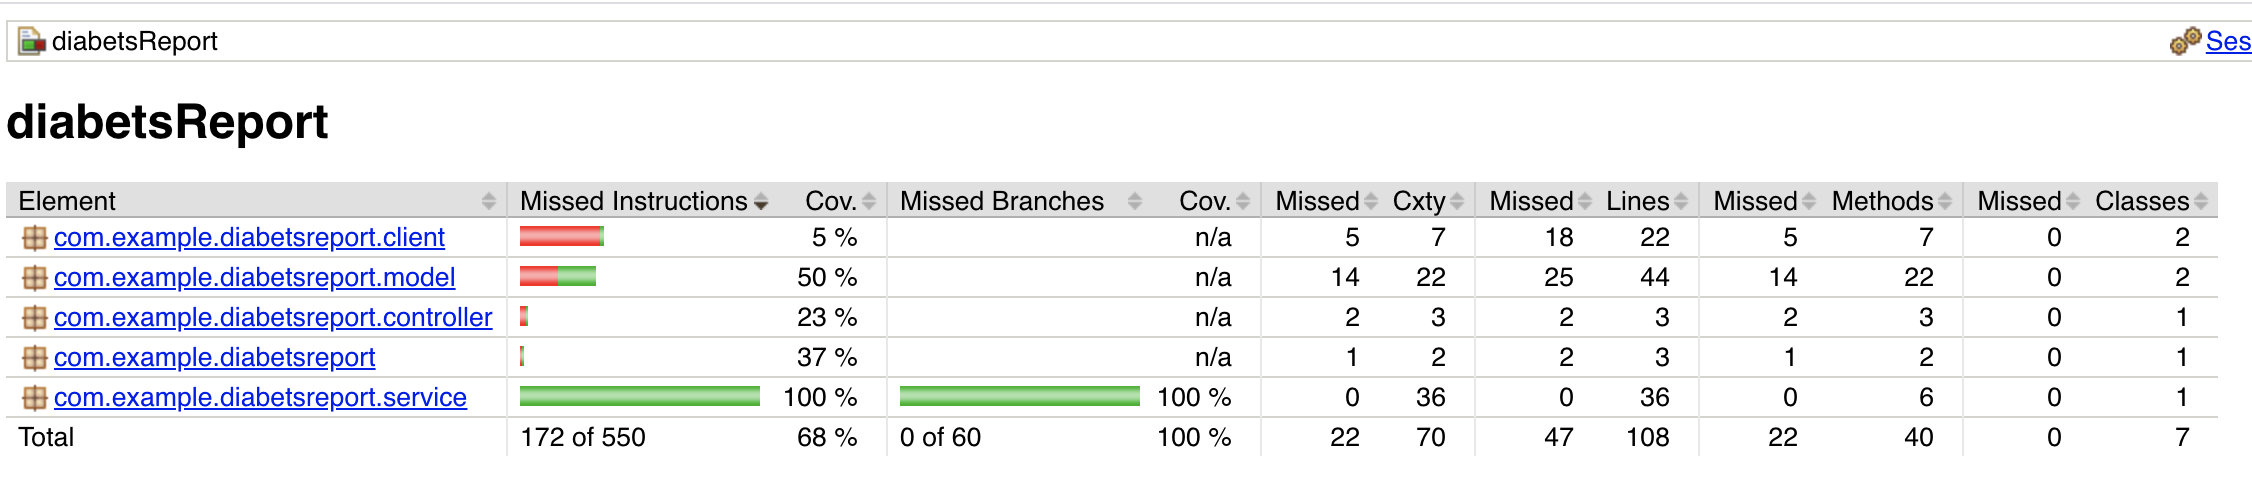 diabetsReport Ses
diabetsReport
Element Missed Instructions Cov. Missed Branches Cov. Missed Cxty Missed Lines Missed Methods Missed Classes
com.example.diabetsreport.client 5 % n/a 5 7 18 22 5 7 0 2
com.example.diabetsreport.model 50 % n/a 14 22 25 44 14 22 0 2
com.example.diabetsreport.controller 23 % n/a 2 3 2 3 2 3 0 1
com.example.diabetsreport 37 % n/a 1 2 2 3 1 2 0 1
com.example.diabetsreport.service 100 % 100 % 0 36 0 36 0 6 0 1
Total 172 of 550 68 % 0 of 60 100 % 22 70 47 108 22 40 0 7